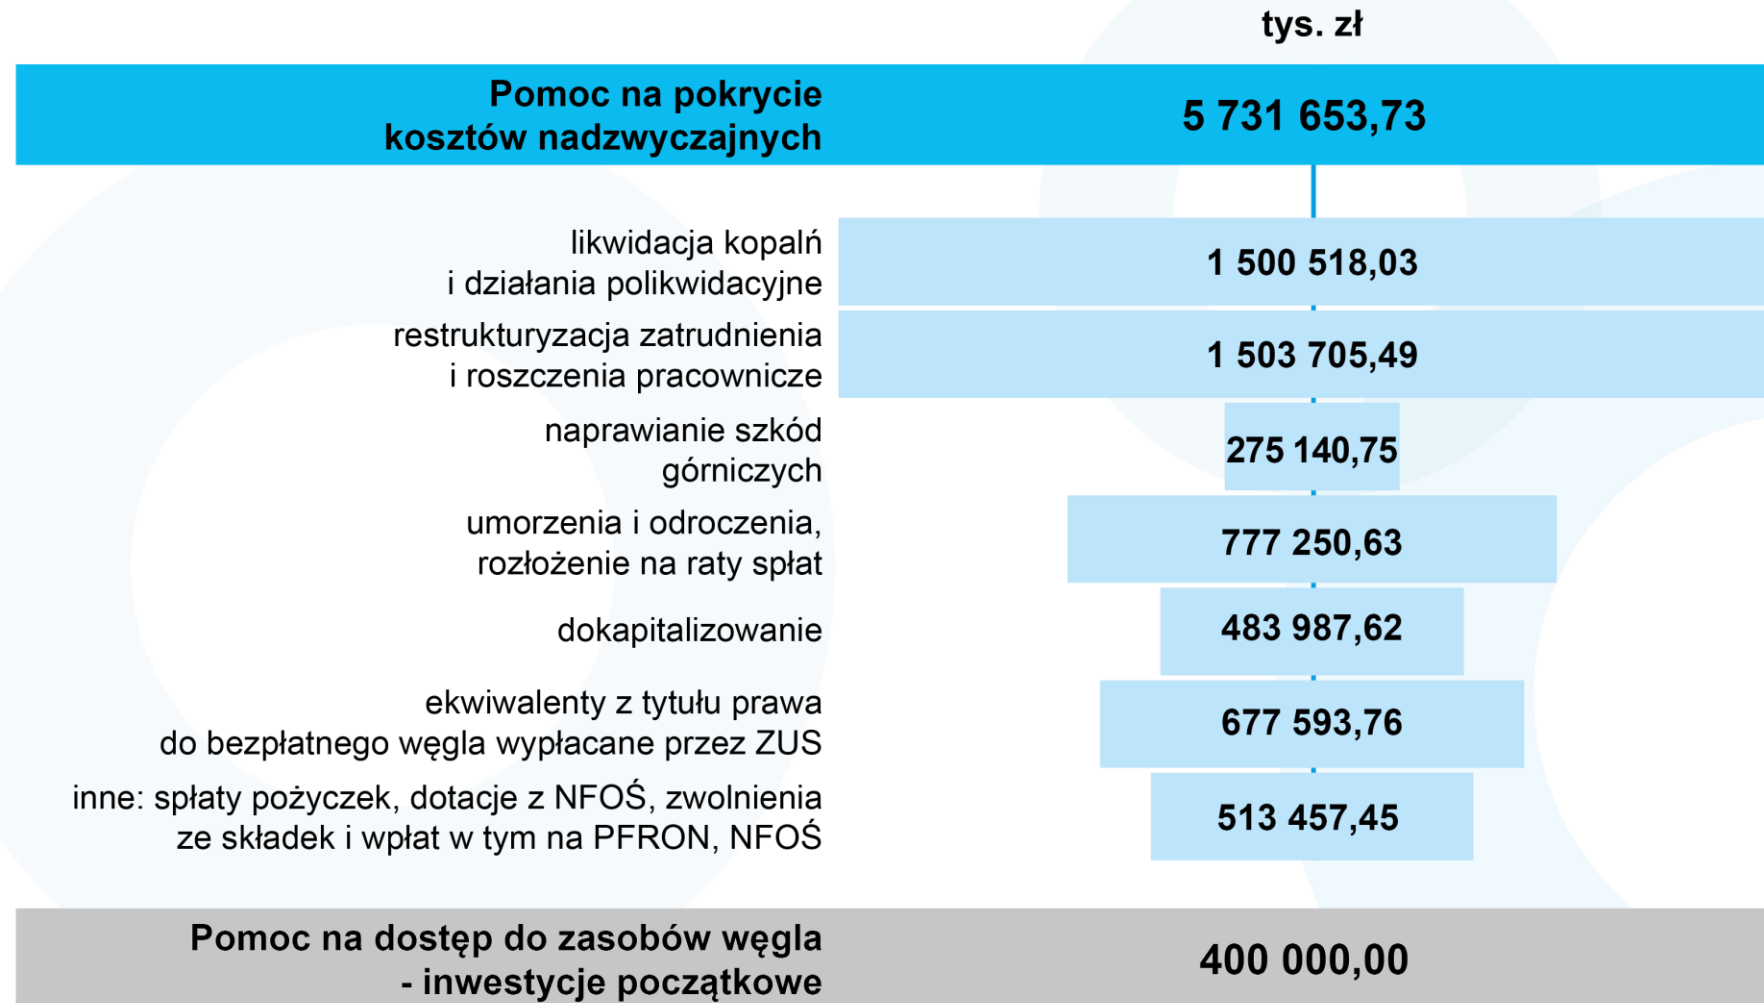 tys. zł
Pomoc na pokrycie
kosztów nadzwyczajnych
5 731 653,73
likwidacja kopalń
i działania polikwidacyjne
1 500 518,03
restrukturyzacja zatrudnienia
i roszczenia pracownicze
1 503 705,49
naprawianie szkód
górniczych
275 140,75
umorzenia i odroczenia,
rozłożenie na raty spłat
777 250,63
dokapitalizowanie
483 987,62
ekwiwalenty z tytułu prawa
do bezpłatnego węgla wypłacane przez ZUS
677 593,76
inne: spłaty pożyczek, dotacje z NFOŚ, zwolnienia
ze składek i wpłat w tym na PFRON, NFOŚ
513 457,45
Pomoc na dostęp do zasobów węgla
- inwestycje początkowe
400 000,00